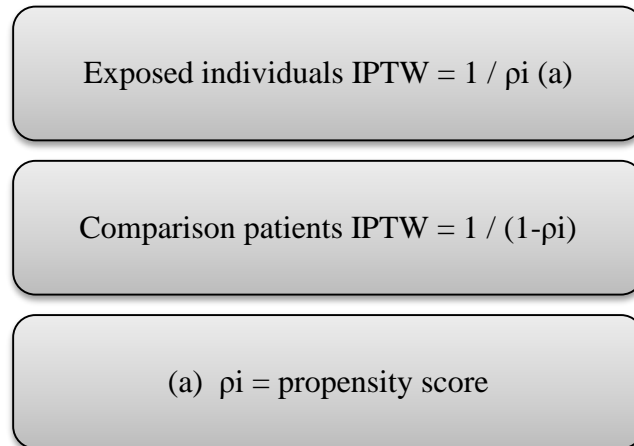 Exposed individuals IPTW = 1 / ρi (a)
Comparison patients IPTW = 1 / (1-ρi)
(a) ρi = propensity score